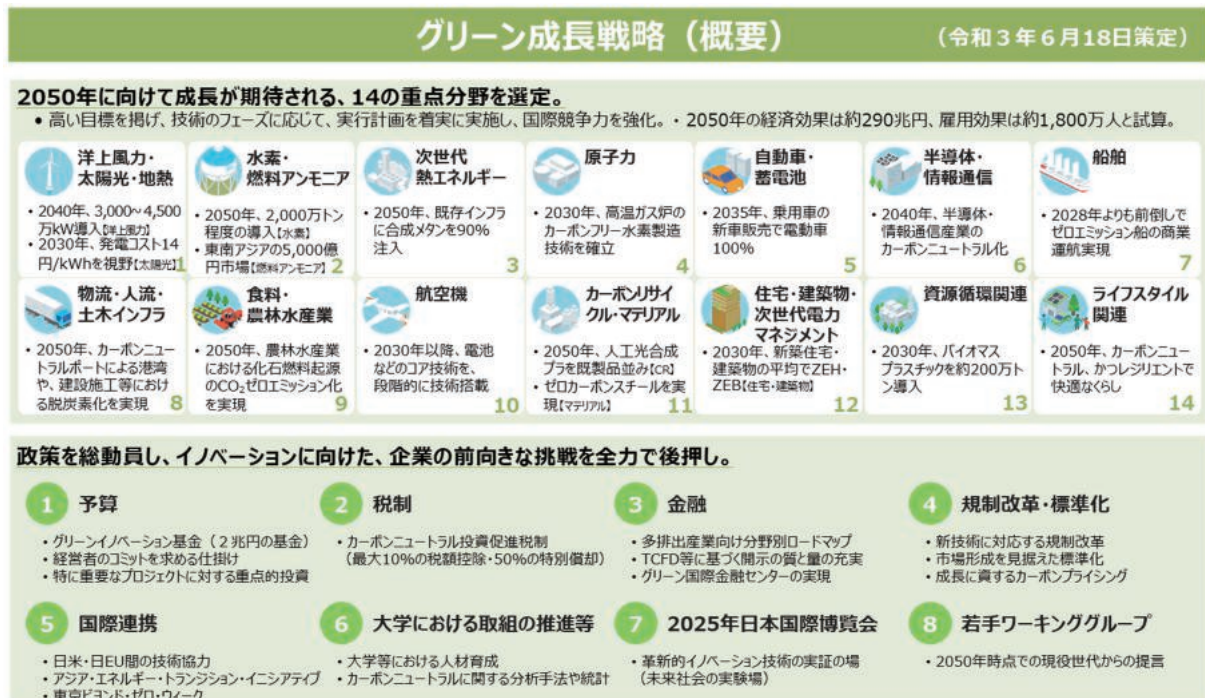 グリーン成長戦略（概要）
（令和３年６月18日策定）
2050年に向けて成長が期待される、14の重点分野を選定。
• 高い目標を掲げ、技術のフェーズに応じて、実行計画を着実に実施し、国際競争力を強化。・2050年の経済効果は約290兆円、雇用効果は約1,800万人と試算。
洋上風力・
太陽光・地熱
・2040年、3,000～4,500
万kW導入【洋上風力】
・2030年、発電コスト14
円/kWhを視野【太陽光】
1
水素・
燃料アンモニア
・2050年、2,000万トン
程度の導入【水素】
・東南アジアの5,000億
円市場【燃料アンモニア】
2
次世代
熱エネルギー
・2050年、既存インフラ
に合成メタンを90%
注入
3
原子力
・2030年、高温ガス炉の
カーボンフリー水素製造
技術を確立
4
自動車・
蓄電池
・2035年、乗用車の
新車販売で電動車
100%
5
半導体・
情報通信
・2040年、半導体・
情報通信産業の
カーボンニュートラル化
6
船舶
・2028年よりも前倒しで
ゼロエミッション船の商業
運航実現
7
物流・人流・
土木インフラ
・2050年、カーボンニュー
トラルポートによる港湾
や、建設施工等におけ
る脱炭素化を実現
8
食料・
農林水産業
・2050年、農林水産業
における化石燃料起源
のCO₂ゼロエミッション化
を実現
9
航空機
・2030年以降、電池
などのコア技術を、
段階的に技術搭載
10
カーボンリサイ
クル・マテリアル
・2050年、人工光合成
プラを既製品並み【CR】
・ゼロカーボンスチールを実
現【マテリアル】
11
住宅・建築物・
次世代電力
マネジメント
・2030年、新築住宅・
建築物の平均でZEH・
ZEB【住宅・建築物】
12
資源循環関連
・2030年、バイオマス
プラスチックを約200万ト
ン導入
13
ライフスタイル
関連
・2050年、カーボンニュー
トラル、かつレジリエントで
快適なくらし
14
政策を総動員し、イノベーションに向けた、企業の前向きな挑戦を全力で後押し。
1 予算
・グリーンイノベーション基金（２兆円の基金）
・経営者のコミットを求める仕掛け
・特に重要なプロジェクトに対する重点的投資
2 税制
・カーボンニュートラル投資促進税制
（最大10%の税額控除・50%の特別償却）
3 金融
・多排出産業向け分野別ロードマップ
・TCFD等に基づく開示の質と量の充実
・グリーン国際金融センターの実現
4 規制改革・標準化
・新技術に対応する規制改革
・市場形成を見据えた標準化
・成長に資するカーボンプライシング
5 国際連携
・日米・日EU間の技術協力
・アジア・エネルギー・トランジション・イニシアティブ
・東京ビヨンド・ゼロ・ウィーク
6 大学における取組の推進等
・大学等における人材育成
・カーボンニュートラルに関する分析手法や統計
7 2025年日本国際博覧会
・革新的イノベーション技術の実証の場
（未来社会の実験場）
8 若手ワーキンググループ
・2050年時点での現役世代からの提言